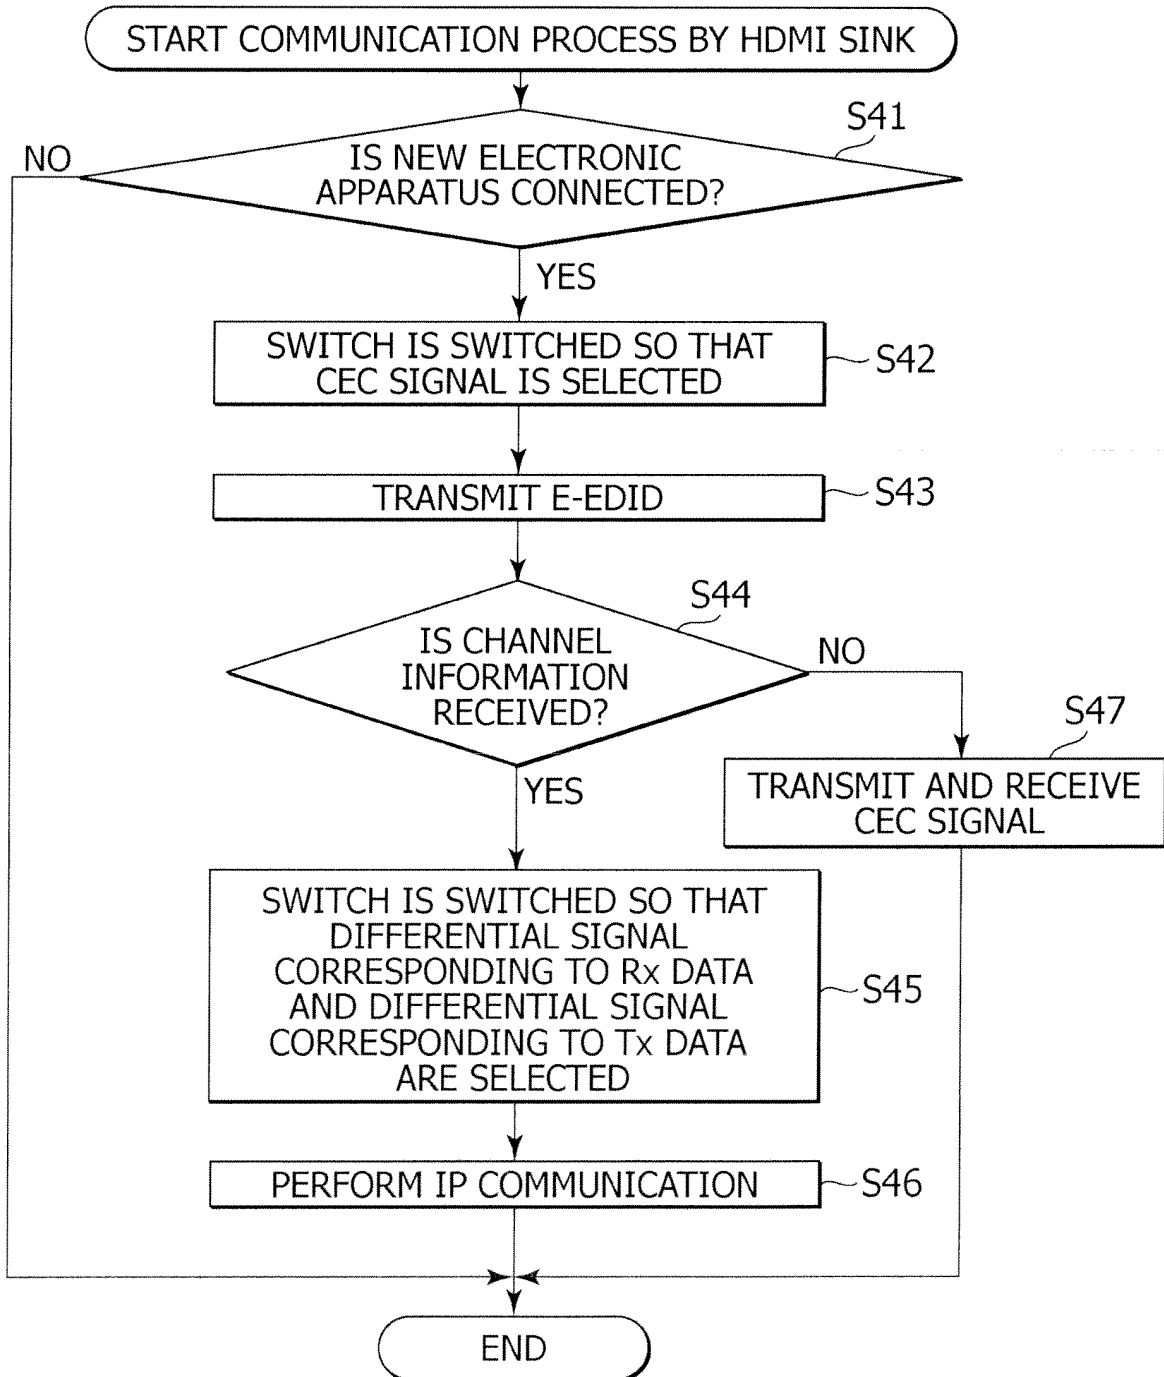 START COMMUNICATION PROCESS BY HDMI SINK
S41
NO
IS NEW ELECTRONIC
APPARATUS CONNECTED?
YES
SWITCH IS SWITCHED SO THAT
CEC SIGNAL IS SELECTED
S42
TRANSMIT E-EDID
S43
S44
IS CHANNEL
INFORMATION
RECEIVED?
NO
YES
S47
TRANSMIT AND RECEIVE
CEC SIGNAL
SWITCH IS SWITCHED SO THAT
DIFFERENTIAL SIGNAL
CORRESPONDING TO Rx DATA
AND DIFFERENTIAL SIGNAL
CORRESPONDING TO Tx DATA
ARE SELECTED
S45
PERFORM IP COMMUNICATION
S46
END